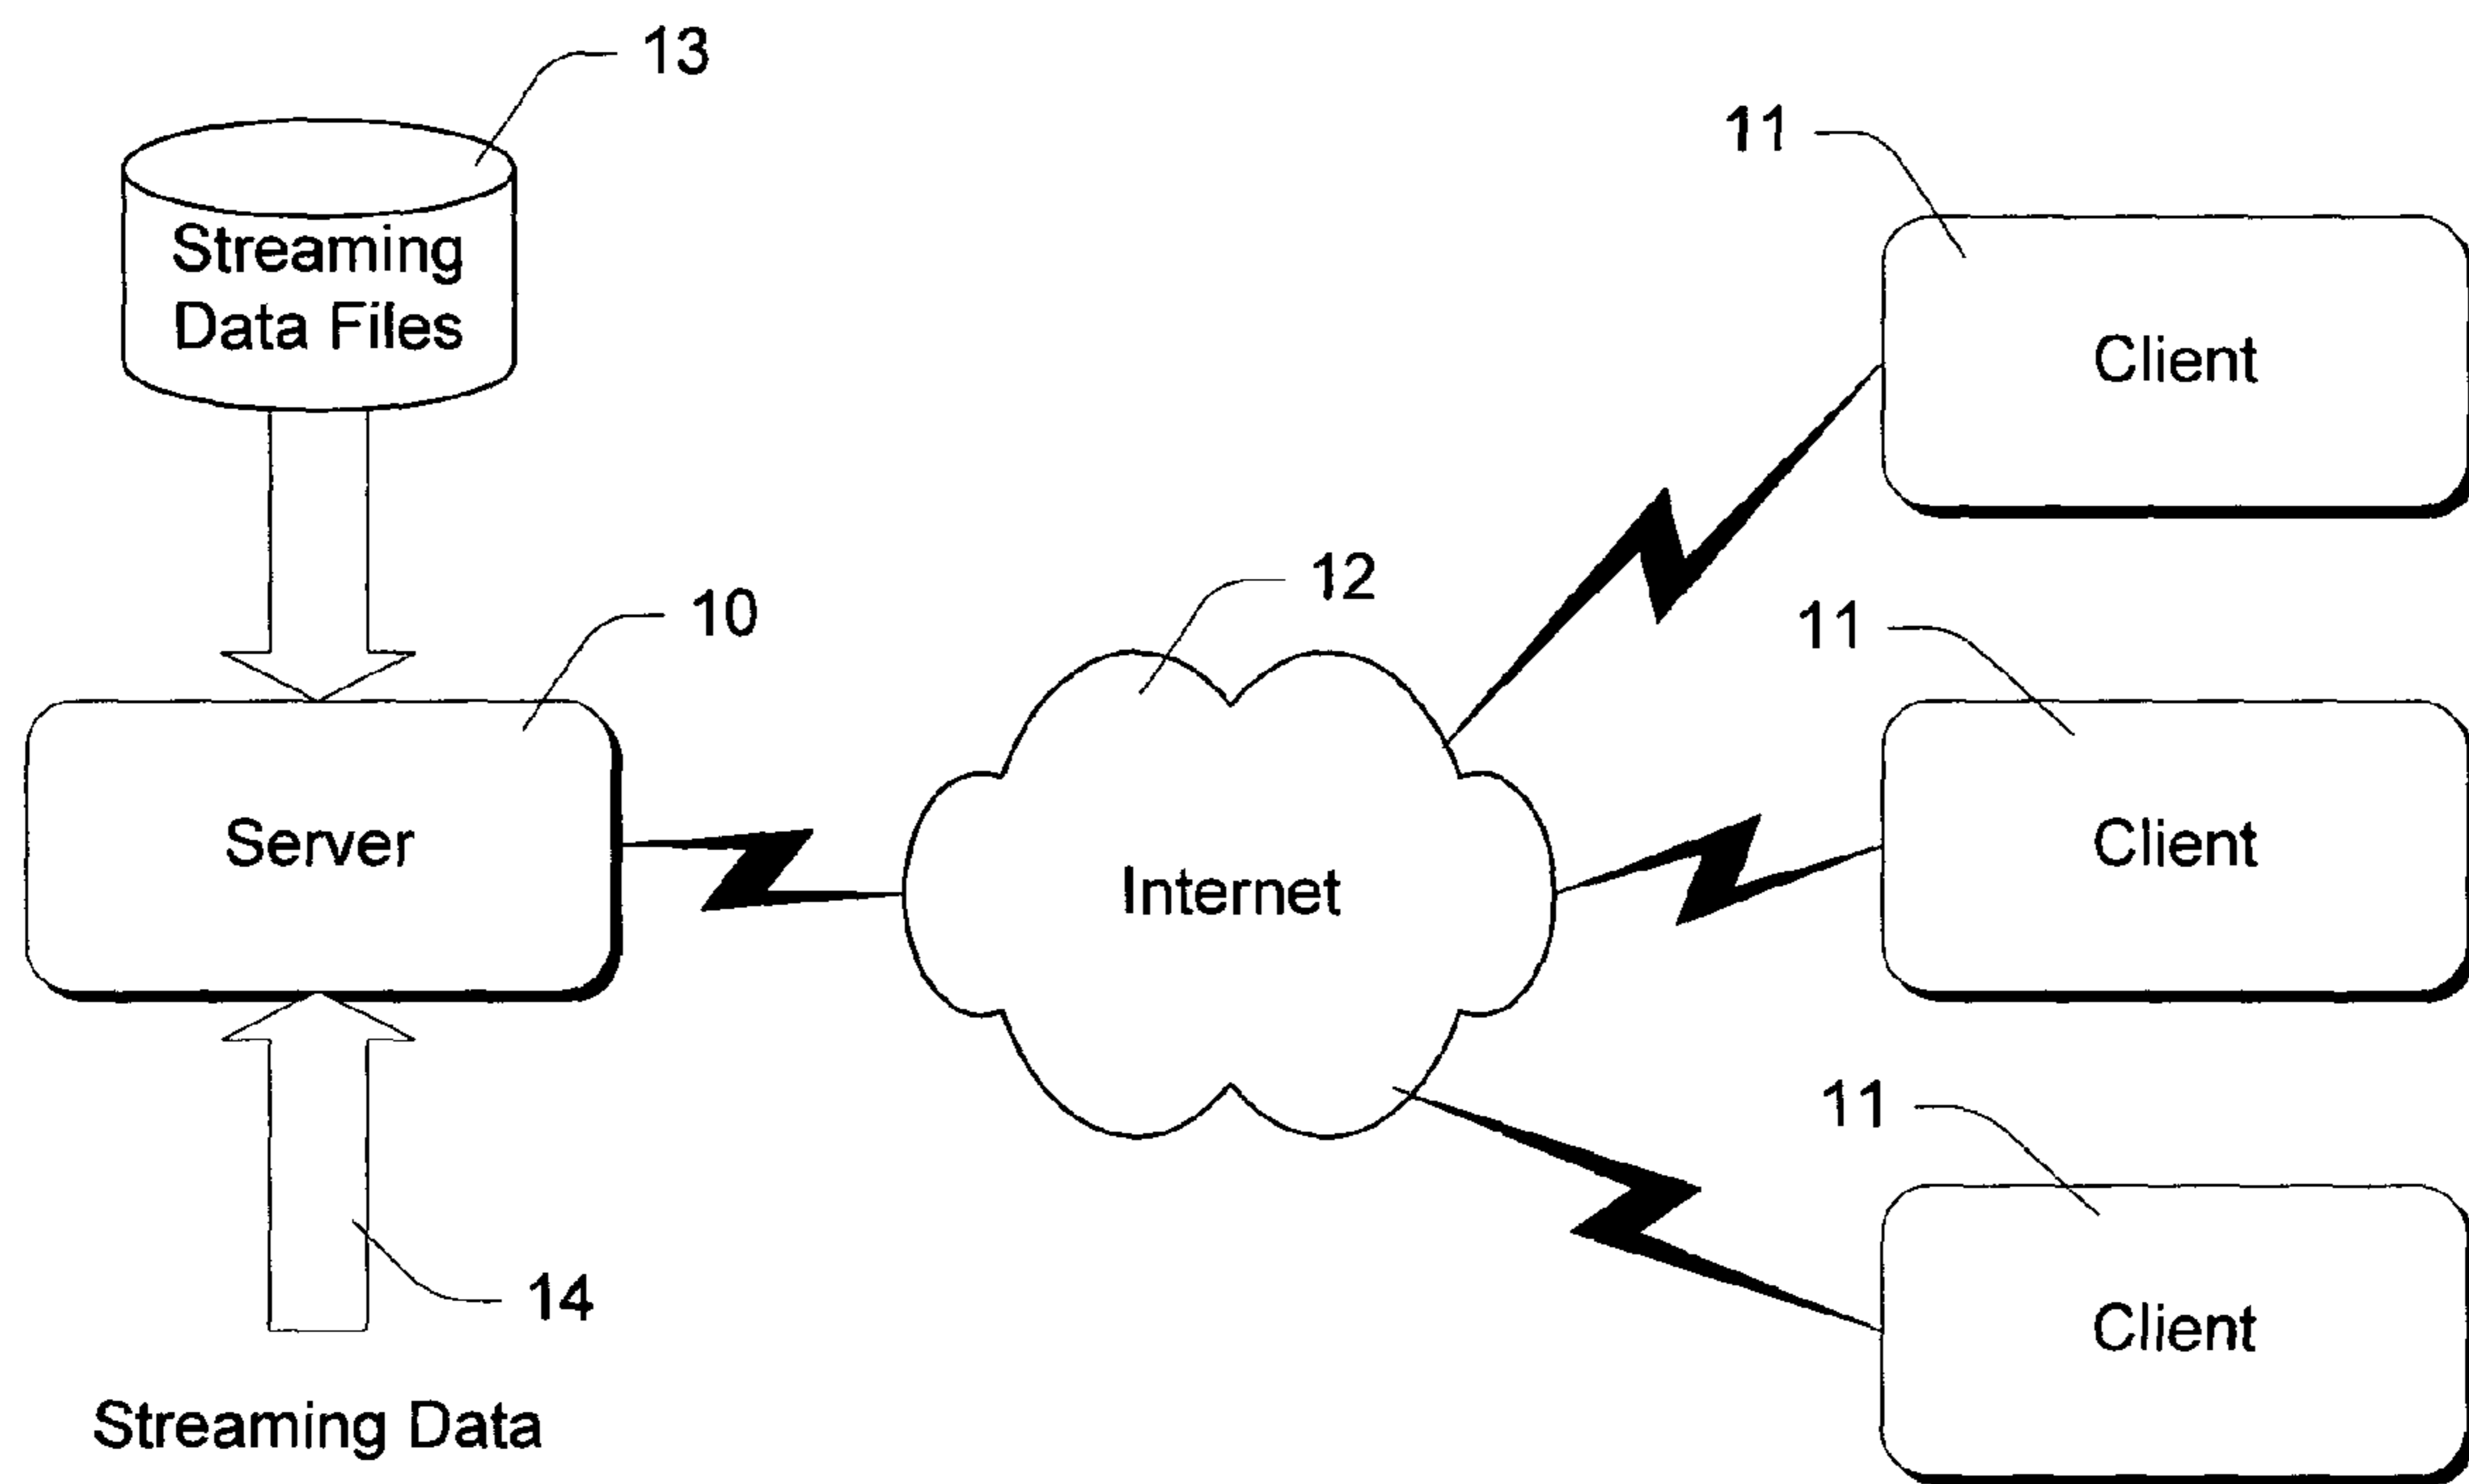 13
Streaming
Data Files
11
Client
10
12
11
Server
Internet
Client
11
14
Client
Streaming Data